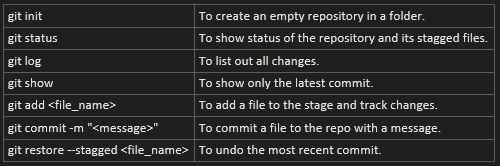 git init To create an empty repository in a folder.
git status To show status of the repository and its stagged files.
git log To list out all changes.
git show To show only the latest commit.
git add <file_name> To add a file to the stage and track changes.
git commit -m "<message>" To commit a file to the repo with a message.
git restore --stagged <file_name> To undo the most recent commit.